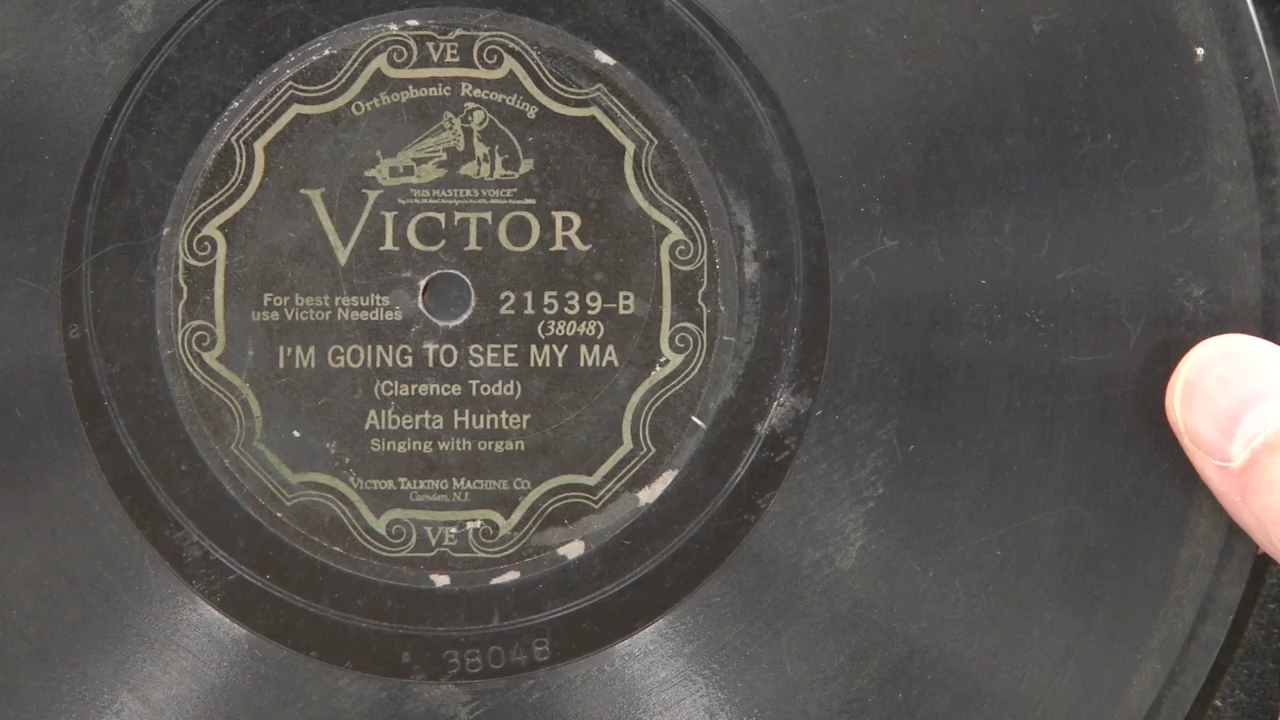 VE
Orthophonic Recording
"HIS MASTER'S VOICE"
VICTOR
For best results
use Victor Needles
21539-B
(38048)
I'M GOING TO SEE MY MA
(Clarence Todd)
Alberta Hunter
Singing with organ
VICTOR TALKING MACHINE CO.
Camden, N.J.
VE
38048